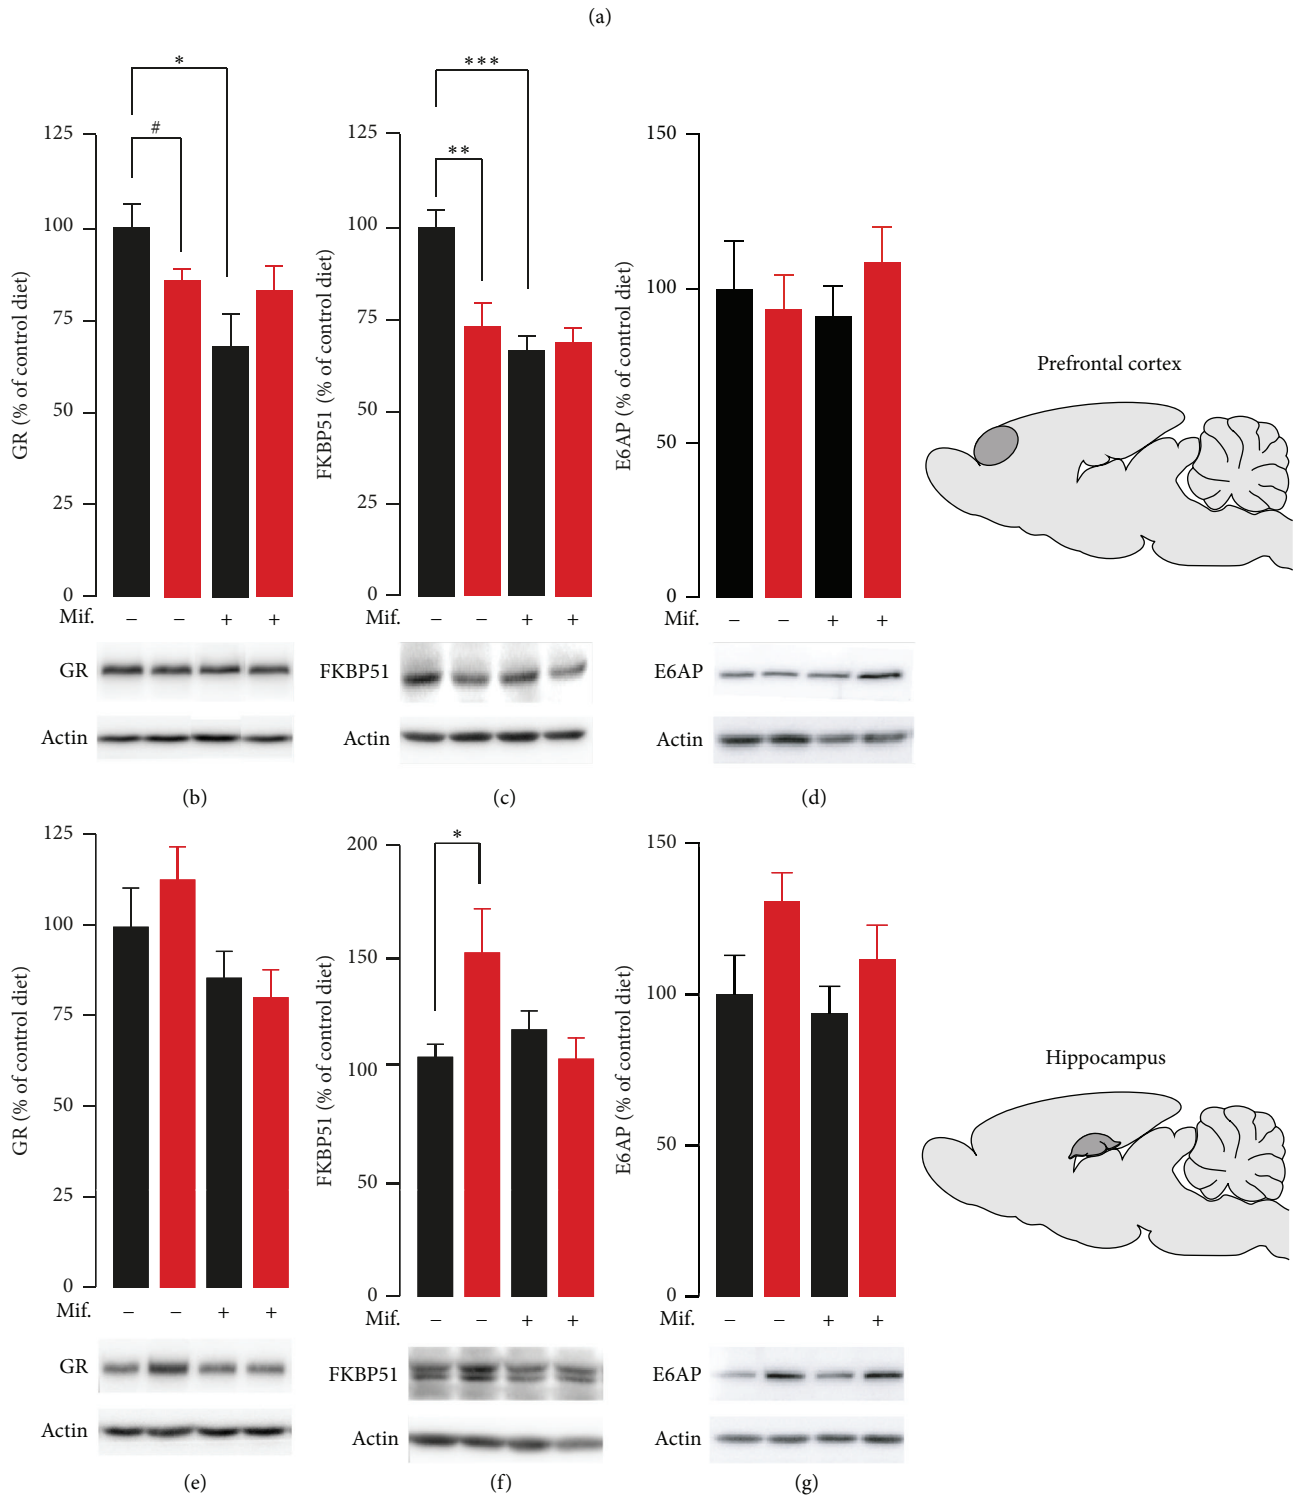 (a)
*
#
125
100
75
50
25
0
GR (% of control diet)
Mif. − − + +
GR
Actin
(b)
***
**
125
100
75
50
25
0
FKBP51 (% of control diet)
Mif. − − + +
FKBP51
Actin
(c)
150
100
50
0
E6AP (% of control diet)
Mif. − − + +
E6AP
Actin
(d)
Prefrontal cortex
125
100
75
50
25
0
GR (% of control diet)
Mif. − − + +
GR
Actin
(e)
*
200
150
100
50
0
FKBP51 (% of control diet)
Mif. − − + +
FKBP51
Actin
(f)
150
100
50
0
E6AP (% of control diet)
Mif. − − + +
E6AP
Actin
(g)
Hippocampus